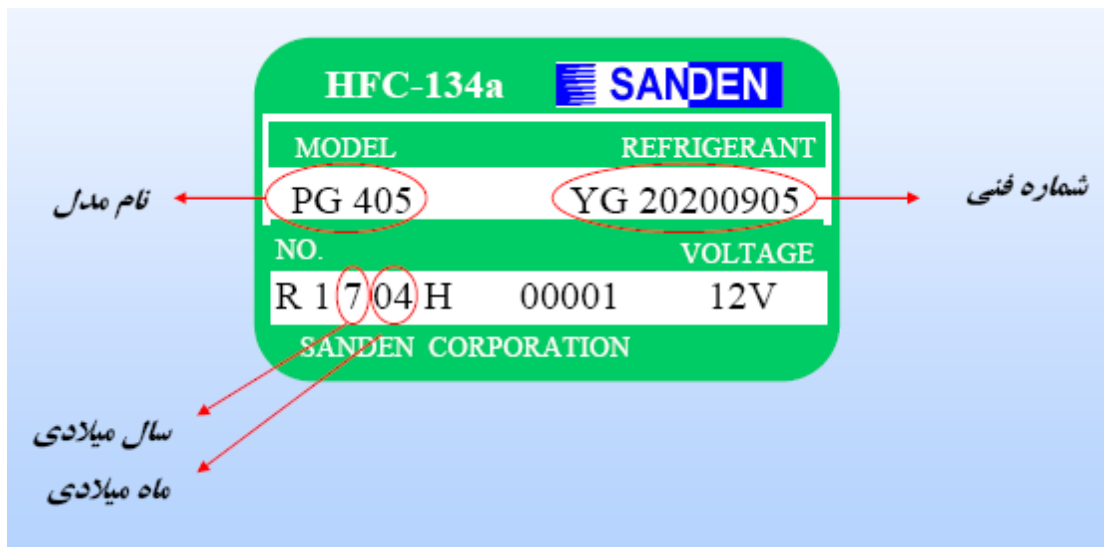 HFC-134a SANDEN
MODEL REFRIGERANT
نام مدل PG 405 YG 20200905 شماره فنی
NO. VOLTAGE
R 1 7 04 H 00001 12V
SANDEN CORPORATION
سال میلادی
ماه میلادی